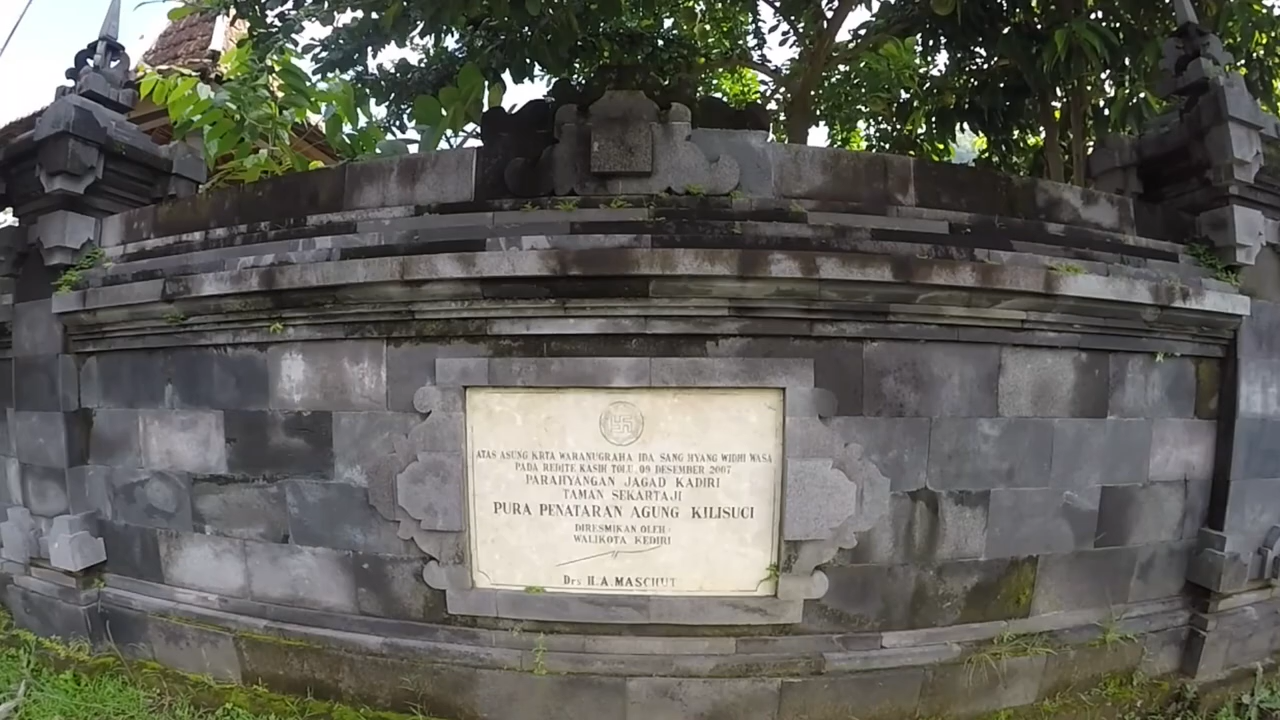 ATAS ASUNG KRTA WARANUGRAHA IDA SANG HYANG WIDHI WASA
PADA REDITE KASIH TOLU, 09 DESEMBER 2007
PARAHYANGAN JAGAD KADIRI
TAMAN SEKARTAJI
PURA PENATARAN AGUNG KILISUCI
DIRESMIKAN OLEH :
WALIKOTA KEDIRI
Drs H.A. MASCHUT